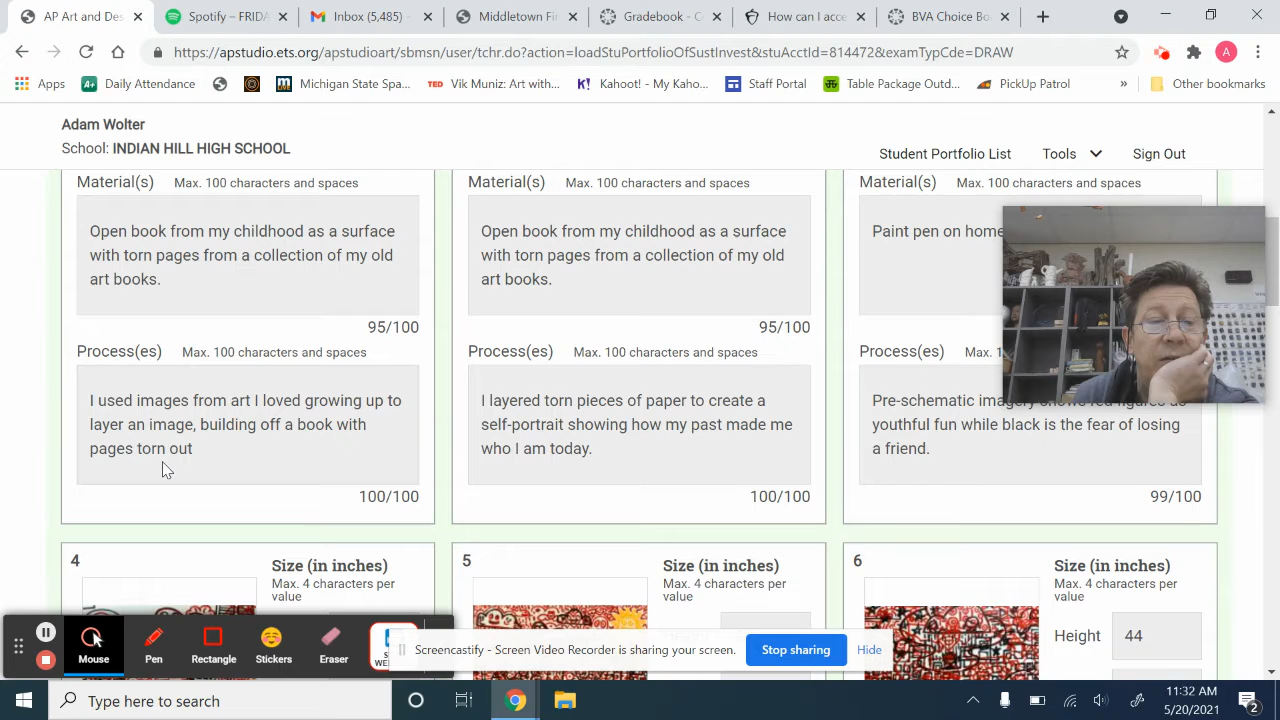 AP Art and Des
Spotify – FRIDA
Inbox (5,485) -
Middletown Fi
Gradebook - C
How can I acce
BVA Choice Bo
https://apstudio.ets.org/apstudioart/sbmsn/user/tchr.do?action=loadStuPortfolioOfSustInvest&stuAcctId=814472&examTypCde=DRAW
A
Apps
A+
Daily Attendance
Michigan State Spa...
TED
Vik Muniz: Art with...
K!
Kahoot! - My Kaho...
Staff Portal
Table Package Outd...
PickUp Patrol
»
Other bookmarks
Adam Wolter
School: INDIAN HILL HIGH SCHOOL
Student Portfolio List
Tools
Sign Out
Material(s) Max. 100 characters and spaces
Open book from my childhood as a surface
with torn pages from a collection of my old
art books.
95/100
Process(es) Max. 100 characters and spaces
I used images from art I loved growing up to
layer an image, building off a book with
pages torn out
100/100
Material(s) Max. 100 characters and spaces
Open book from my childhood as a surface
with torn pages from a collection of my old
art books.
95/100
Process(es) Max. 100 characters and spaces
I layered torn pieces of paper to create a
self-portrait showing how my past made me
who I am today.
100/100
Material(s) Max. 100 characters and spaces
Paint pen on home
Process(es) Max. 1
Pre-schematic imagery shows red figures as
youthful fun while black is the fear of losing
a friend.
99/100
4
Size (in inches)
Max. 4 characters per
value
5
Size (in inches)
Max. 4 characters per
value
6
Size (in inches)
Max. 4 characters per
value
Height 44
Mouse
Pen
Rectangle
Stickers
Eraser
Screencastify - Screen Video Recorder is sharing your screen.
Stop sharing
Hide
Type here to search
11:32 AM
5/20/2021
2